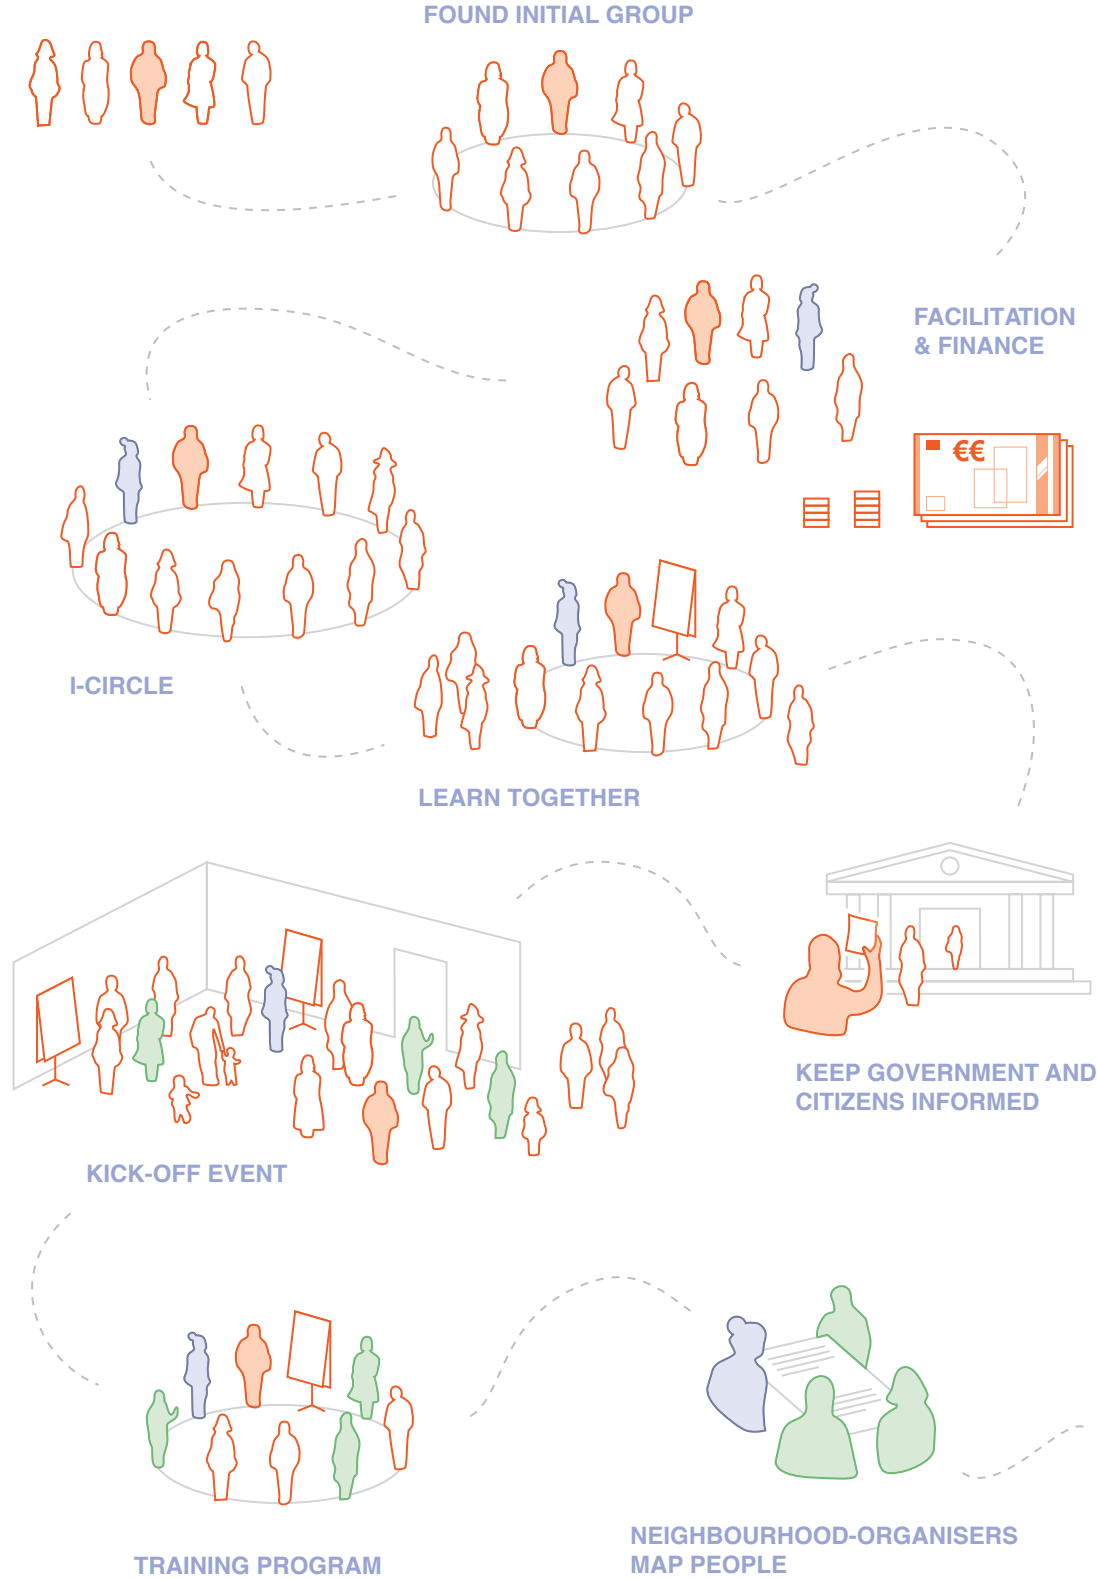 FOUND INITIAL GROUP
FACILITATION
& FINANCE
€€
I-CIRCLE
LEARN TOGETHER
KEEP GOVERNMENT AND
CITIZENS INFORMED
KICK-OFF EVENT
NEIGHBOURHOOD-ORGANISERS
MAP PEOPLE
TRAINING PROGRAM